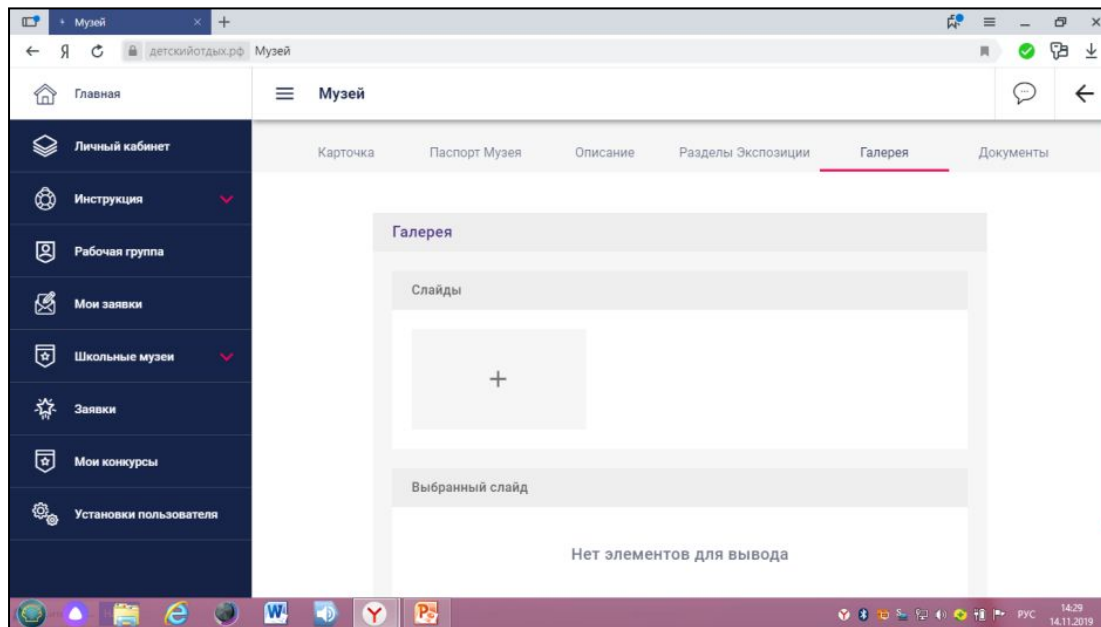 Музей
детскийотдых.рф Музей
Главная
Музей
Личный кабинет
Карточка
Паспорт Музея
Описание
Разделы Экспозиции
Галерея
Документы
Инструкция
Рабочая группа
Мои заявки
Школьные музеи
Заявки
Мои конкурсы
Установки пользователя
Галерея
Слайды
+
Выбранный слайд
Нет элементов для вывода
РУС
14:29
14.11.2019